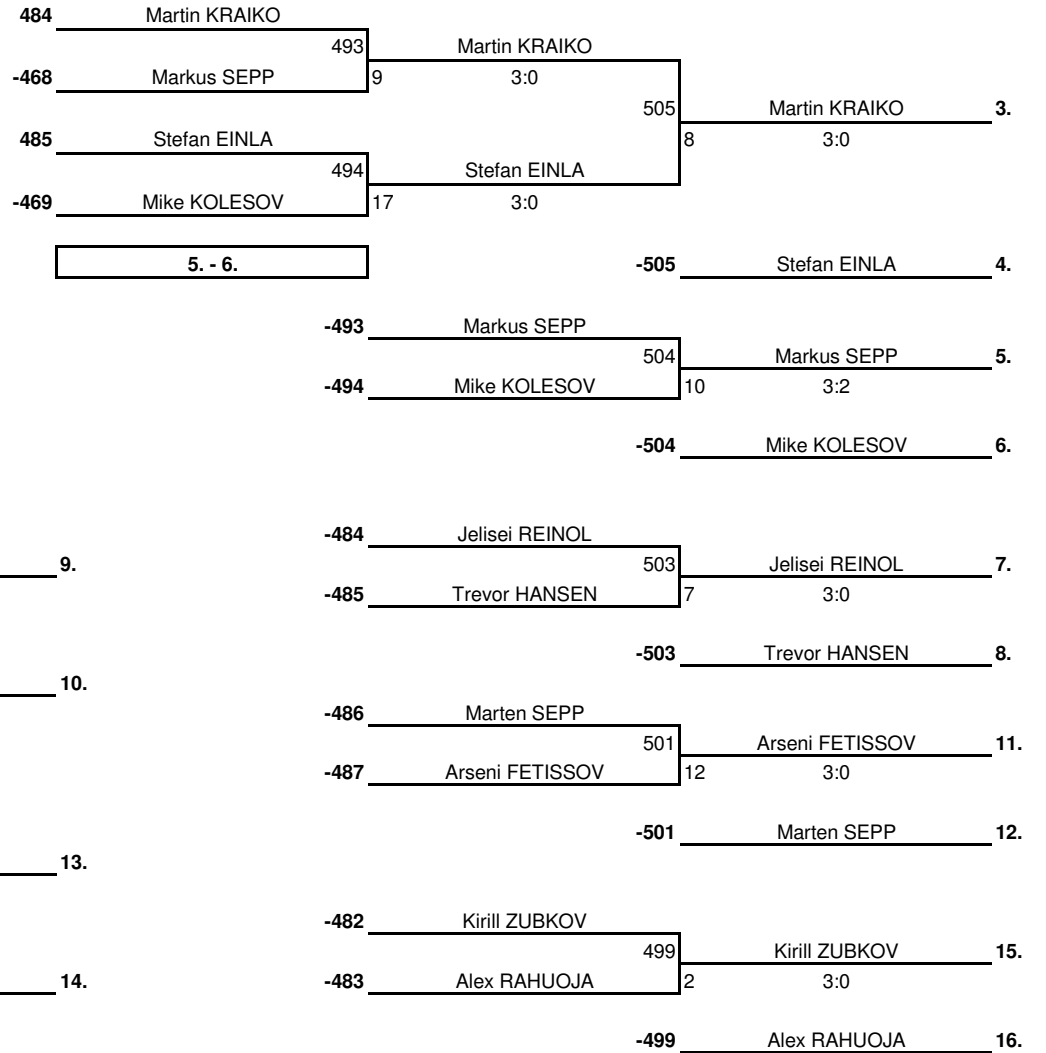 484 Martin KRAIKO
493 Martin KRAIKO
-468 Markus SEPP 9 3:0
505 Martin KRAIKO 3.
485 Stefan EINLA 8 3:0
494 Stefan EINLA
-469 Mike KOLESOV 17 3:0
5. - 6. -505 Stefan EINLA 4.
-493 Markus SEPP
504 Markus SEPP 5.
-494 Mike KOLESOV 10 3:2
-504 Mike KOLESOV 6.
-484 Jelisei REINOL
9. 503 Jelisei REINOL 7.
-485 Trevor HANSEN 7 3:0
-503 Trevor HANSEN 8.
10.
-486 Marten SEPP
501 Arseni FETISSOV 11.
-487 Arseni FETISSOV 12 3:0
-501 Marten SEPP 12.
13.
-482 Kirill ZUBKOV
499 Kirill ZUBKOV 15.
14. -483 Alex RAHUOJA 2 3:0
-499 Alex RAHUOJA 16.